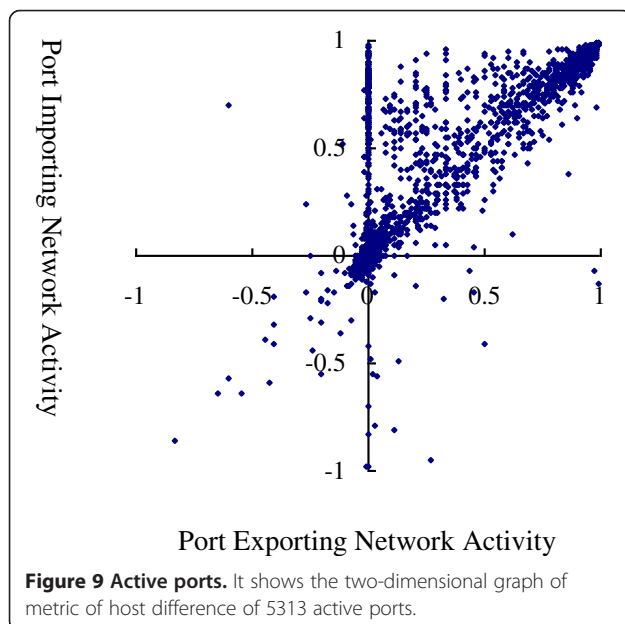 Port Importing Network Activity
1
0.5
0
-1
-0.5
0
0.5
1
-0.5
-1
Port Exporting Network Activity
Figure 9 Active ports. It shows the two-dimensional graph of
metric of host difference of 5313 active ports.